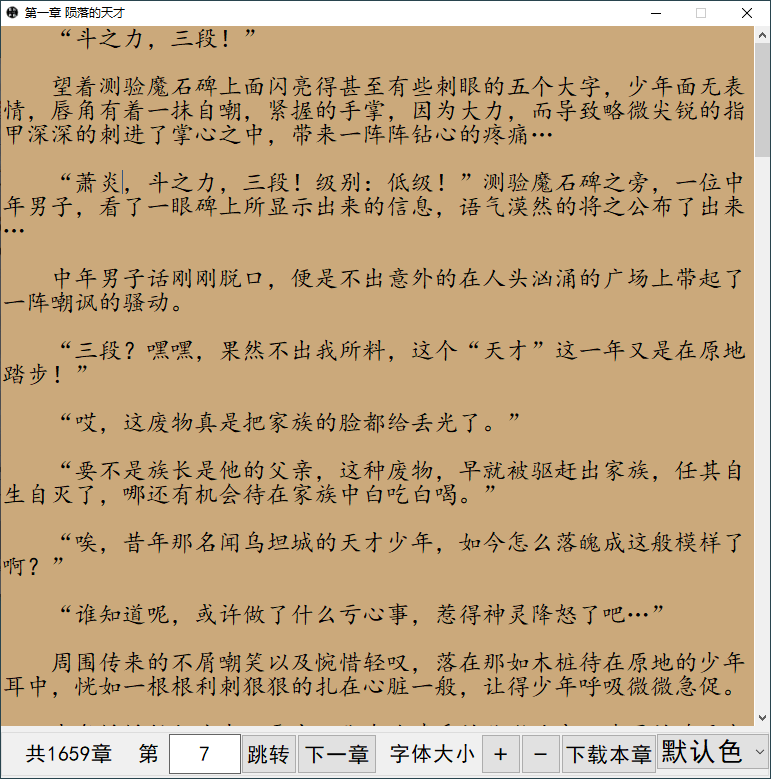 第一章 陨落的天才
“斗之力，三段！”
望着测验魔石碑上面闪亮得甚至有些刺眼的五个大字，少年面无表
情，唇角有着一抹自嘲，紧握的手掌，因为大力，而导致略微尖锐的指
甲深深的刺进了掌心之中，带来一阵阵钻心的疼痛…
“萧炎，斗之力，三段！级别：低级！”测验魔石碑之旁，一位中
年男子，看了一眼碑上所显示出来的信息，语气漠然的将之公布了出来
…
中年男子话刚刚脱口，便是不出意外的在人头汹涌的广场上带起了
一阵嘲讽的骚动。
“三段？嘿嘿，果然不出我所料，这个“天才”这一年又是在原地
踏步！”
“哎，这废物真是把家族的脸都给丢光了。”
“要不是族长是他的父亲，这种废物，早就被驱赶出家族，任其自
生自灭了，哪还有机会待在家族中白吃白喝。”
“唉，昔年那名闻乌坦城的天才少年，如今怎么落魄成这般模样了
啊？”
“谁知道呢，或许做了什么亏心事，惹得神灵降怒了吧…”
周围传来的不屑嘲笑以及惋惜轻叹，落在那如木桩待在原地的少年
耳中，恍如一根根利刺狠狠的扎在心脏一般，让得少年呼吸微微急促。
共1659章 第 7 跳转 下一章 字体大小 + − 下载本章 默认色